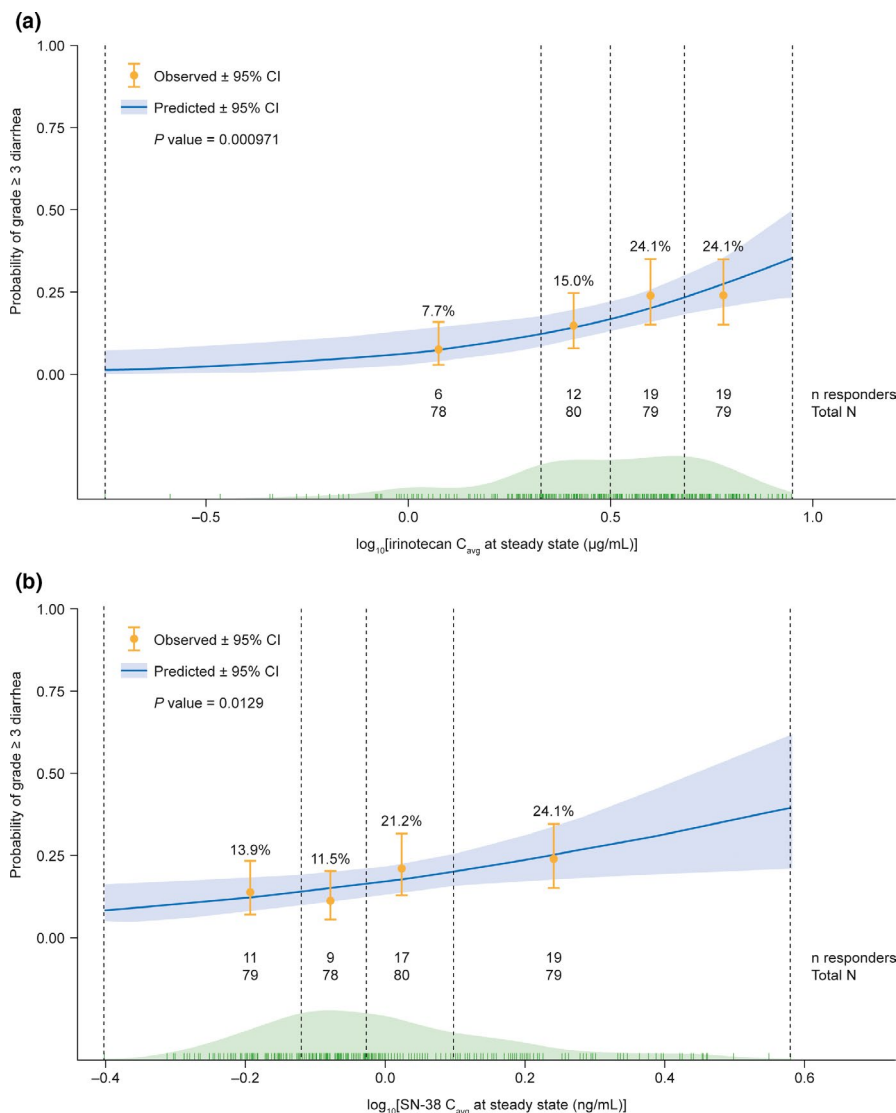 (a)
1.00
Observed ± 95% CI
Predicted ± 95% CI
P value = 0.000971
0.75
0.50
0.25
0.00
Probability of grade ≥ 3 diarrhea
7.7%
15.0%
24.1%
24.1%
6 12 19 19 n responders
78 80 79 79 Total N
–0.5 0.0 0.5 1.0
log₁₀[irinotecan Cavg at steady state (µg/mL)]
(b)
1.00
Observed ± 95% CI
Predicted ± 95% CI
P value = 0.0129
0.75
0.50
0.25
0.00
Probability of grade ≥ 3 diarrhea
13.9%
11.5%
21.2%
24.1%
11 9 17 19 n responders
79 78 80 79 Total N
–0.4 –0.2 0.0 0.2 0.4 0.6
log₁₀[SN-38 Cavg at steady state (ng/mL)]